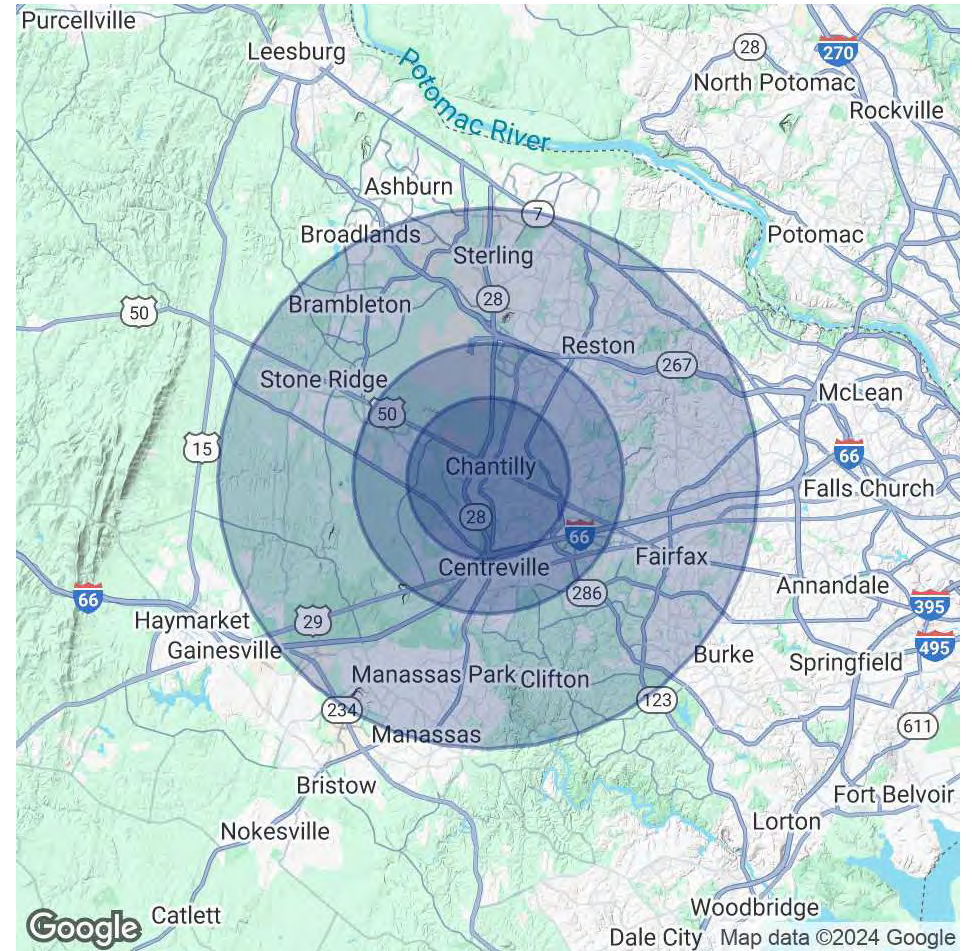 Purcellville
Leesburg
28
270
North Potomac
Rockville
Potomac River
Ashburn
7
Broadlands
Potomac
Sterling
28
Brambleton
50
Reston
267
Stone Ridge
McLean
50
15
66
Chantilly
Falls Church
28
66
Fairfax
Centreville
Annandale
66
286
395
Haymarket
29
495
Gainesville
Burke
Springfield
Manassas Park
Clifton
123
234
611
Manassas
Bristow
Fort Belvoir
Lorton
Nokesville
Woodbridge
Catlett
Google
Dale City
Map data ©2024 Google